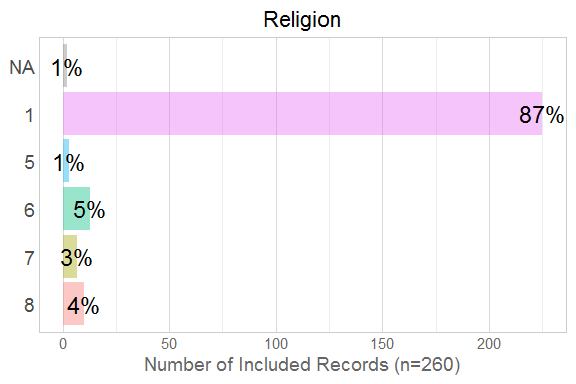 Religion
NA 1%
1 87%
5 1%
6 5%
7 3%
8 4%
0 50 100 150 200
Number of Included Records (n=260)